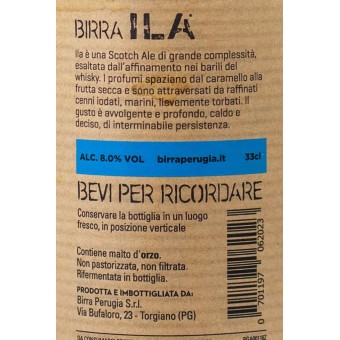 BIRRA ILA
Ila è una Scotch Ale di grande complessità,
esaltata dall'affinamento nei barili del
whisky. I profumi spaziano dal caramello alla
frutta secca e sono attraversati da raffinati
cenni iodati, marini, lievemente torbati. Il
gusto è avvolgente e profondo, caldo e
deciso, di interminabile persistenza.
ALC. 8.0% VOL birraperugia.it 33cl
BEVI PER RICORDARE
Conservare la bottiglia in un luogo
fresco, in posizione verticale
Contiene malto d'orzo.
Non pastorizzata, non filtrata.
Rifermentata in bottiglia.
PRODOTTA E IMBOTTIGLIATA DA:
Birra Perugia S.r.l.
Via Bufaloro, 23 - Torgiano (PG)
0 701197 062023